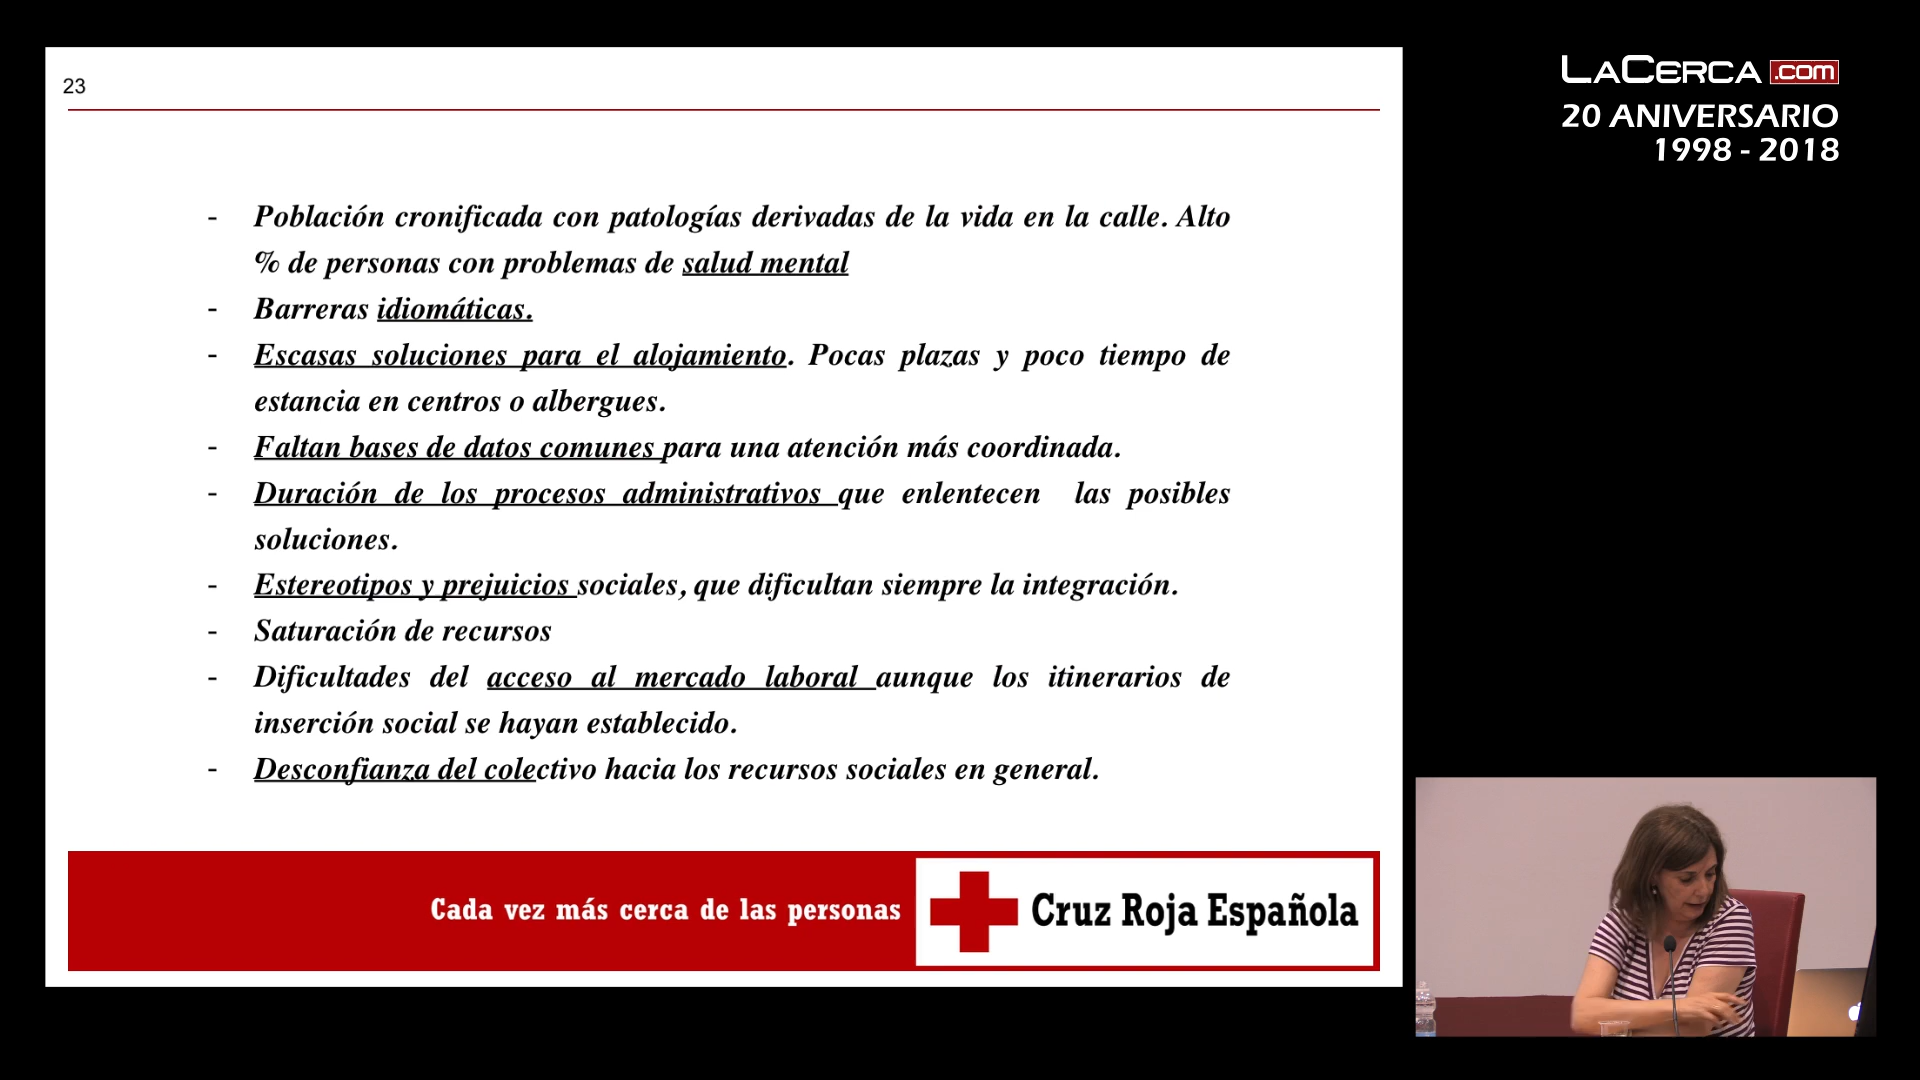 23
- Población cronificada con patologías derivadas de la vida en la calle. Alto
% de personas con problemas de salud mental
- Barreras idiomáticas.
- Escasas soluciones para el alojamiento. Pocas plazas y poco tiempo de
estancia en centros o albergues.
- Faltan bases de datos comunes para una atención más coordinada.
- Duración de los procesos administrativos que enlentecen las posibles
soluciones.
- Estereotipos y prejuicios sociales, que dificultan siempre la integración.
- Saturación de recursos
- Dificultades del acceso al mercado laboral aunque los itinerarios de
inserción social se hayan establecido.
- Desconfianza del colectivo hacia los recursos sociales en general.
Cada vez más cerca de las personas
Cruz Roja Española
LACERCA.com
20 ANIVERSARIO
1998 - 2018